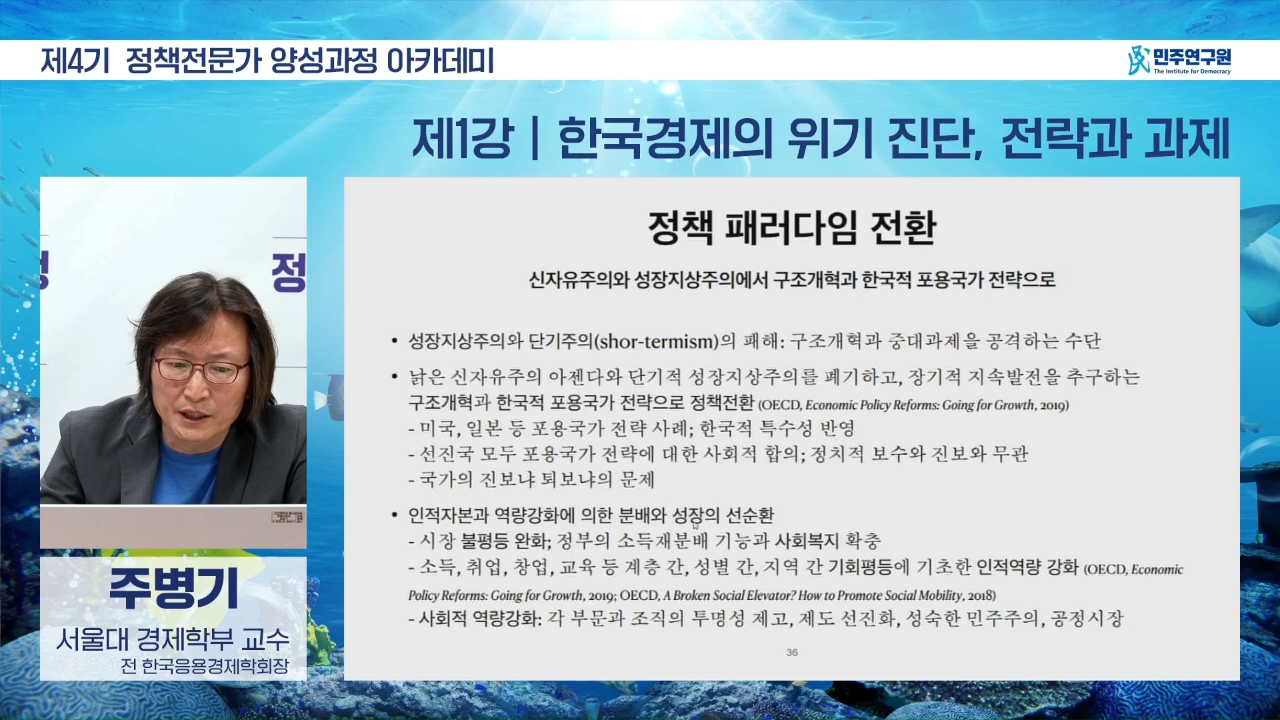 제4기 정책전문가 양성과정 아카데미
민주연구원
The Institute for Democracy
제1강 | 한국경제의 위기 진단, 전략과 과제
정
정책 패러다임 전환
신자유주의와 성장지상주의에서 구조개혁과 한국적 포용국가 전략으로
• 성장지상주의와 단기주의(shor-termism)의 패해: 구조개혁과 중대과제을 공격하는 수단
• 낡은 신자유주의 아젠다와 단기적 성장지상주의를 폐기하고, 장기적 지속발전을 추구하는
구조개혁과 한국적 포용국가 전략으로 정책전환 (OECD, Economic Policy Reforms: Going for Growth, 2019)
- 미국, 일본 등 포용국가 전략 사례; 한국적 특수성 반영
- 선진국 모두 포용국가 전략에 대한 사회적 합의; 정치적 보수와 진보와 무관
- 국가의 진보냐 퇴보냐의 문제
• 인적자본과 역량강화에 의한 분배와 성장의 선순환
- 시장 불평등 완화; 정부의 소득재분배 기능과 사회복지 확충
- 소득, 취업, 창업, 교육 등 계층 간, 성별 간, 지역 간 기회평등에 기초한 인적역량 강화 (OECD, Economic
Policy Reforms: Going for Growth, 2019; OECD, A Broken Social Elevator? How to Promote Social Mobility, 2018)
- 사회적 역량강화: 각 부문과 조직의 투명성 제고, 제도 선진화, 성숙한 민주주의, 공정시장
36
주병기
서울대 경제학부 교수
전 한국응용경제학회장